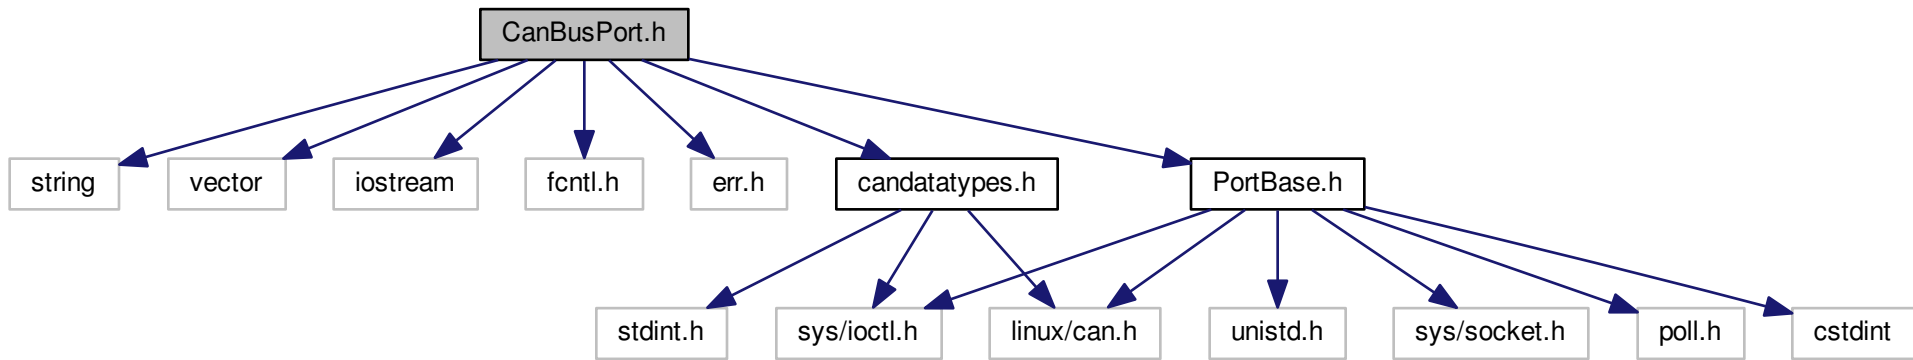 CanBusPort.h
string
vector
iostream
fcntl.h
err.h
candatatypes.h
PortBase.h
stdint.h
sys/ioctl.h
linux/can.h
unistd.h
sys/socket.h
poll.h
cstdint